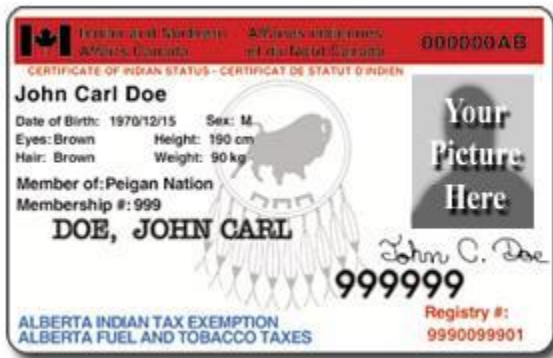 Indian and Northern Affaires indiennes
Affairs Canada et du Nord Canada
000000AB
CERTIFICATE OF INDIAN STATUS - CERTIFICAT DE STATUT D'INDIEN
John Carl Doe
Date of Birth: 1970/12/15 Sex: M
Eyes: Brown Height: 190 cm
Hair: Brown Weight: 90 kg
Member of: Peigan Nation
Membership #: 999
DOE, JOHN CARL
Your
Picture
Here
John C. Doe
999999
ALBERTA INDIAN TAX EXEMPTION
ALBERTA FUEL AND TOBACCO TAXES
Registry #:
9990099901